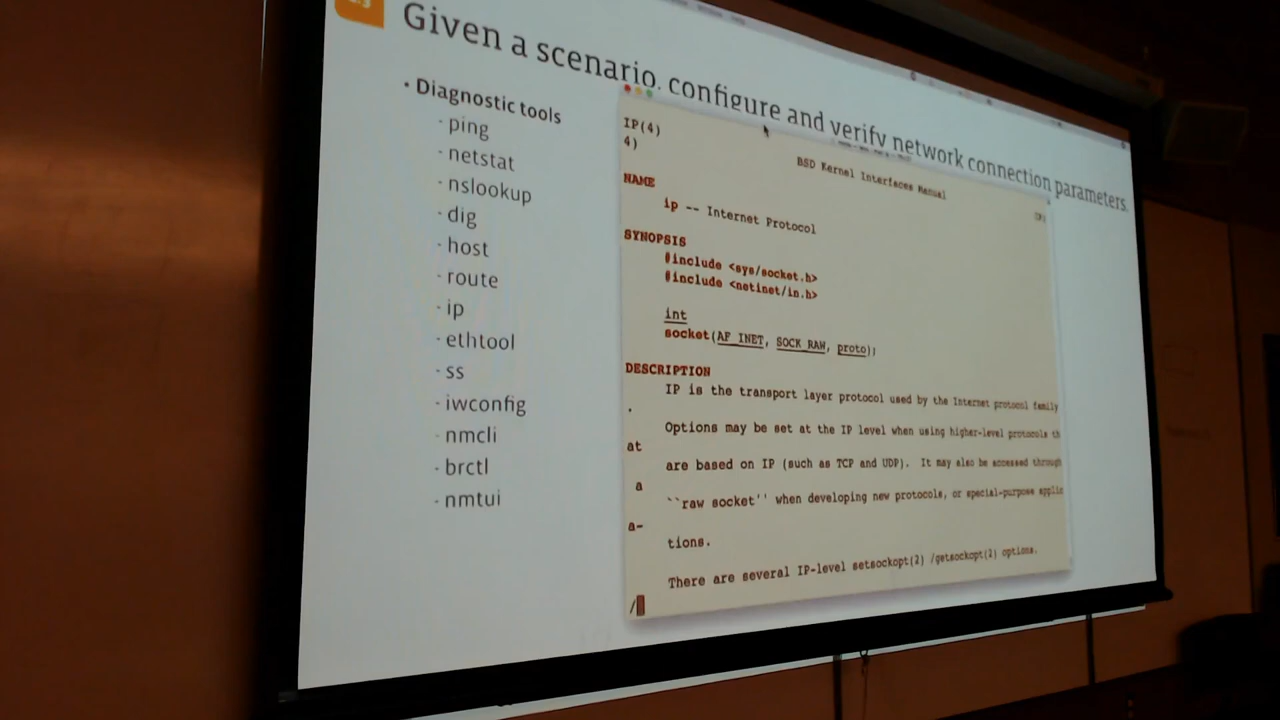 Given a scenario, configure and verify network connection parameters.
• Diagnostic tools
- ping
- netstat
- nslookup
- dig
- host
- route
- ip
- ethtool
- ss
- iwconfig
- nmcli
- brctl
- nmtui
IP(4)
BSD Kernel Interfaces Manual
IP(
4)
NAME
ip -- Internet Protocol
SYNOPSIS
#include <sys/socket.h>
#include <netinet/in.h>
int
socket(AF_INET, SOCK_RAW, proto);
DESCRIPTION
IP is the transport layer protocol used by the Internet protocol family
.
Options may be set at the IP level when using higher-level protocols th
at
are based on IP (such as TCP and UDP). It may also be accessed through
a
``raw socket'' when developing new protocols, or special-purpose applic
a-
tions.
There are several IP-level setsockopt(2) /getsockopt(2) options.
/